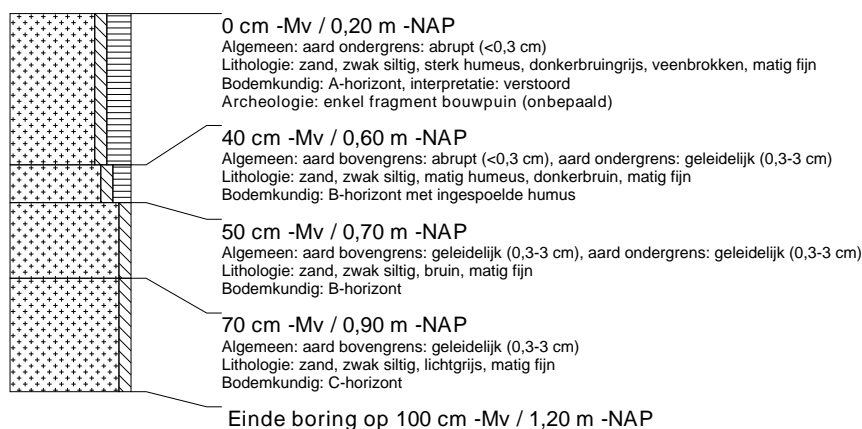 0 cm -Mv / 0,20 m -NAP
Algemeen: aard ondergrens: abrupt (<0,3 cm)
Lithologie: zand, zwak siltig, sterk humeus, donkerbruingrijs, veenbrokken, matig fijn
Bodemkundig: A-horizont, interpretatie: verstoord
Archeologie: enkel fragment bouwpuin (onbepaald)
40 cm -Mv / 0,60 m -NAP
Algemeen: aard bovengrens: abrupt (<0,3 cm), aard ondergrens: geleidelijk (0,3-3 cm)
Lithologie: zand, zwak siltig, matig humeus, donkerbruin, matig fijn
Bodemkundig: B-horizont met ingespoelde humus
50 cm -Mv / 0,70 m -NAP
Algemeen: aard bovengrens: geleidelijk (0,3-3 cm), aard ondergrens: geleidelijk (0,3-3 cm)
Lithologie: zand, zwak siltig, bruin, matig fijn
Bodemkundig: B-horizont
70 cm -Mv / 0,90 m -NAP
Algemeen: aard bovengrens: geleidelijk (0,3-3 cm)
Lithologie: zand, zwak siltig, lichtgrijs, matig fijn
Bodemkundig: C-horizont
Einde boring op 100 cm -Mv / 1,20 m -NAP